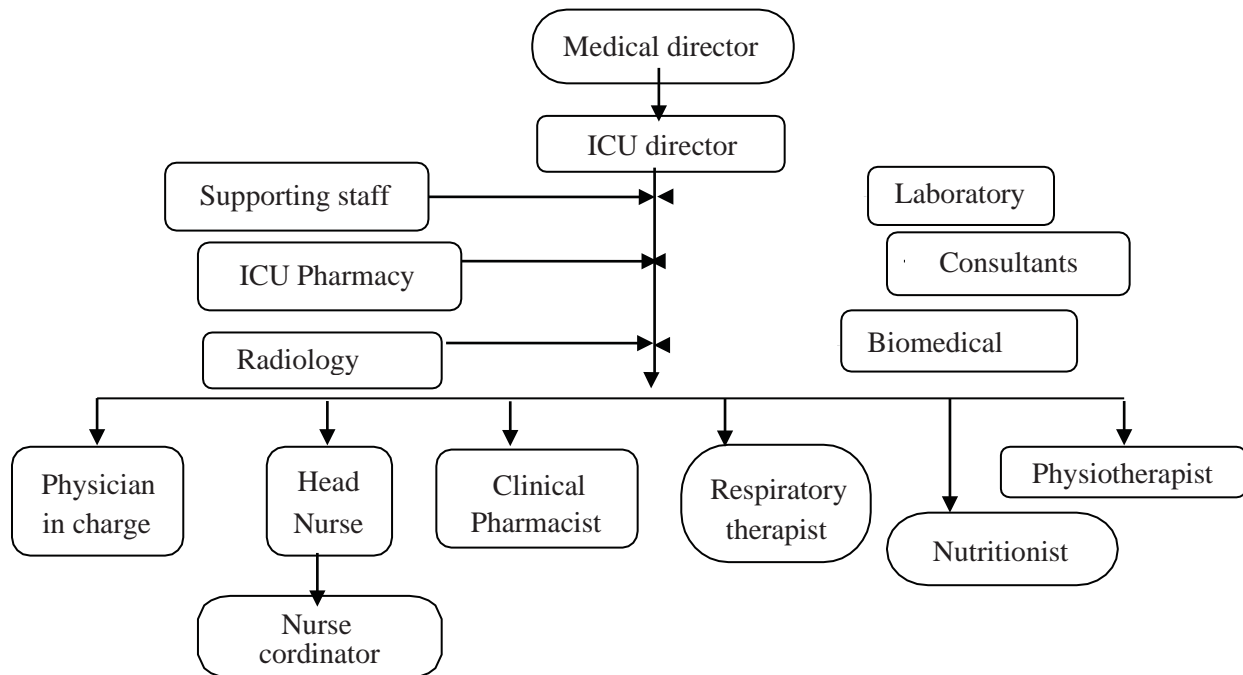 Medical director
ICU director
Supporting staff
Laboratory
ICU Pharmacy
Consultants
Radiology
Biomedical
Physician
in charge
Head
Nurse
Clinical
Pharmacist
Respiratory
therapist
Physiotherapist
Nutritionist
Nurse
cordinator